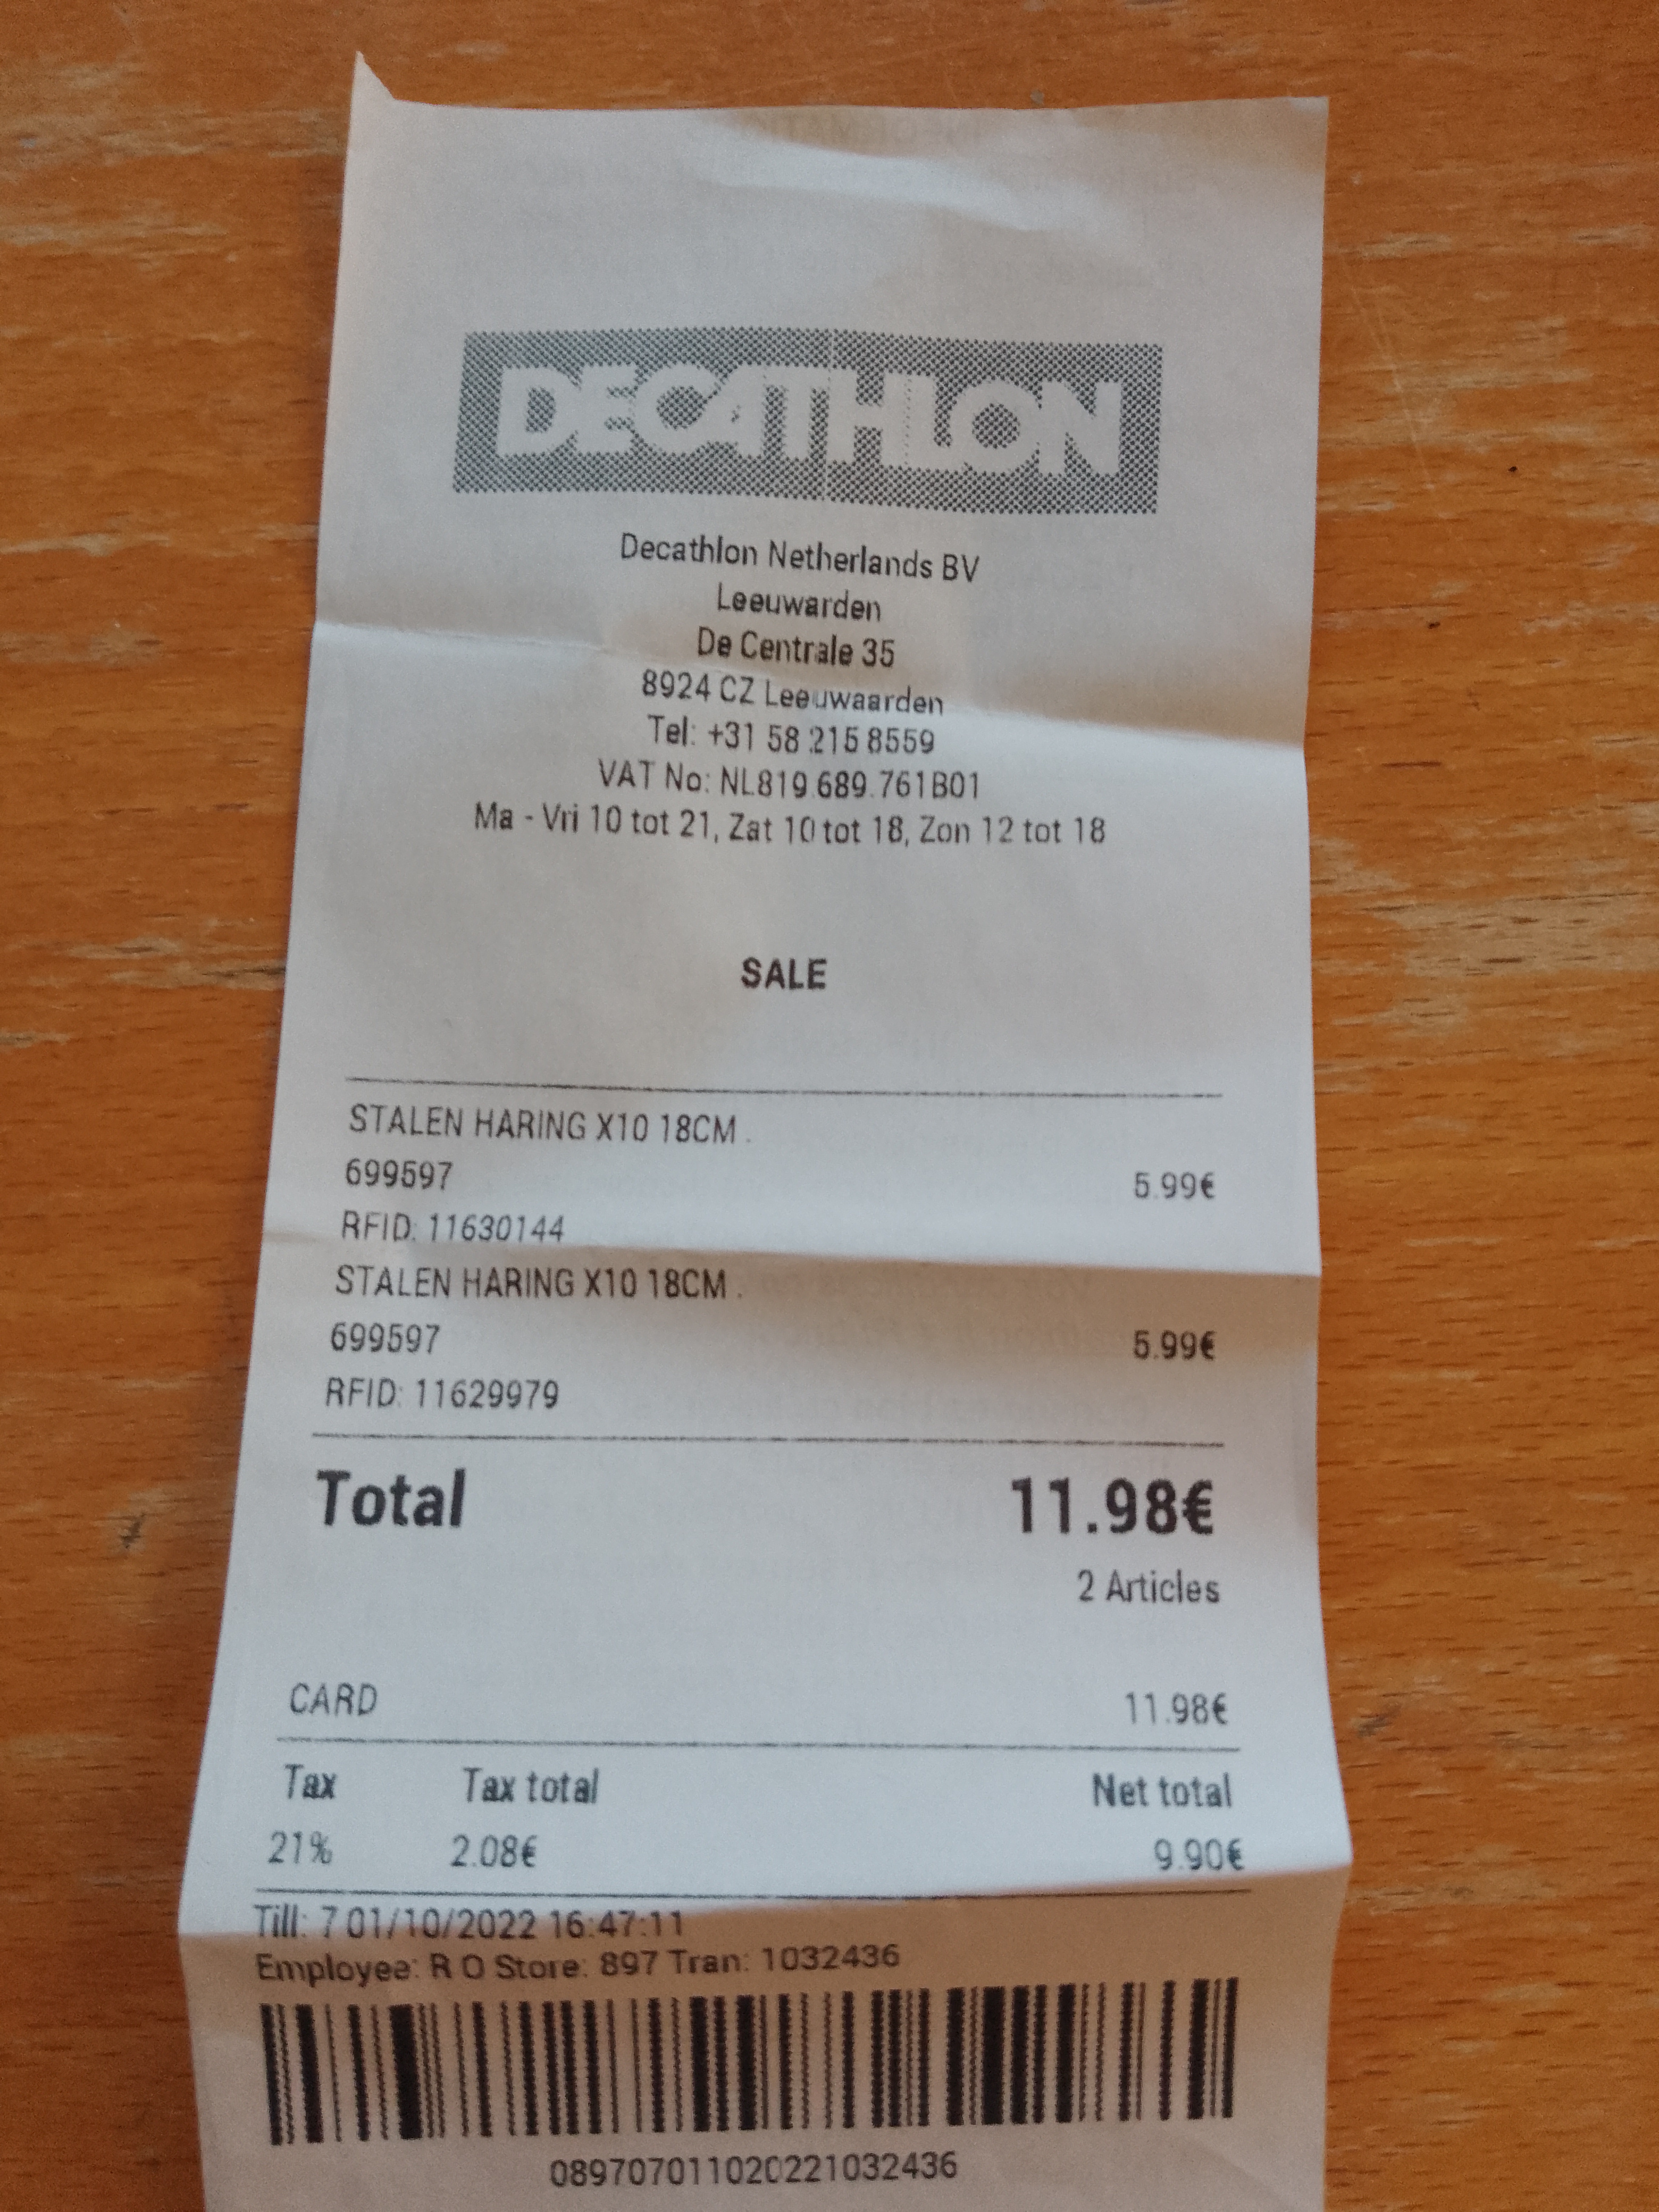 DECATHLON
Decathlon Netherlands BV
Leeuwarden
De Centrale 35
8924 CZ Leeuwaarden
Tel: +31 58 215 8559
VAT No: NL819.689.761B01
Ma - Vri 10 tot 21, Zat 10 tot 18, Zon 12 tot 18
SALE
STALEN HARING X10 18CM .
699597 5.99€
RFID: 11630144
STALEN HARING X10 18CM .
699597 5.99€
RFID: 11629979
Total 11.98€
2 Articles
CARD 11.98€
Tax Tax total Net total
21% 2.08€ 9.90€
Till: 7 01/10/2022 16:47:11
Employee: R O Store: 897 Tran: 1032436
089707011020221032436